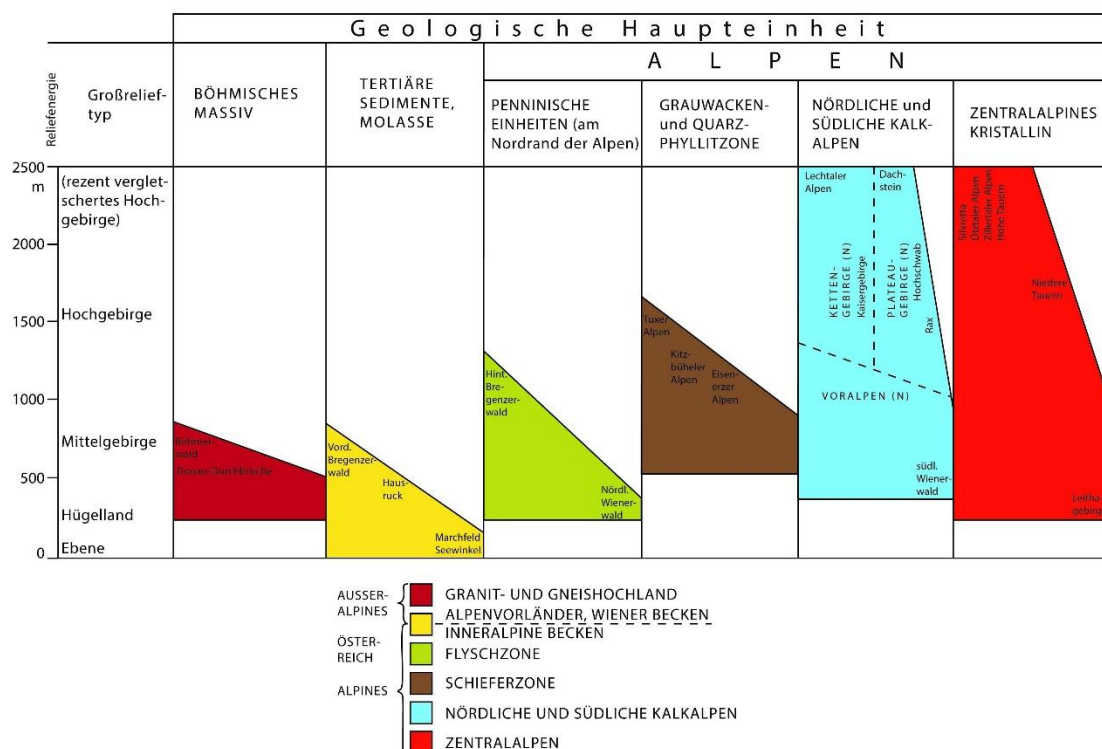 Geologische Haupteinheit
ALPEN
Reliefenergie
Großrelief-
typ
BÖHMISCHES
MASSIV
TERTIÄRE
SEDIMENTE,
MOLASSE
PENNINISCHE
EINHEITEN (am
Nordrand der Alpen)
GRAUWACKEN-
und QUARZ-
PHYLLITZONE
NÖRDLICHE und
SÜDLICHE KALK-
ALPEN
ZENTRALALPINES
KRISTALLIN
2500
m
2000
1500
1000
500
0
(rezent verglet-
schertes Hoch-
gebirge)
Hochgebirge
Mittelgebirge
Hügelland
Ebene
Böhmer-
wald
Donau-Durchbrüche
Vord.
Bregenzer-
wald
Haus-
ruck
Marchfeld
Seewinkel
Hint.
Bre-
genzer-
wald
Nördl.
Wiener-
wald
Tuxer
Alpen
Kitz-
büheler
Alpen
Eisen-
erzer
Alpen
Lechtaler
Alpen
Dach-
stein
KETTEN-
GEBIRGE (N)
Kaisergebirge
PLATEAU-
GEBIRGE (N)
Hochschwab
Rax
VORALPEN (N)
südl.
Wiener-
wald
Silvretta
Ötztaler Alpen
Zillertaler Alpen
Hohe Tauern
Niedere
Tauern
Leitha-
gebirge
AUSSER-
ALPINES
ÖSTER-
REICH
ALPINES
GRANIT- UND GNEISHOCHLAND
ALPENVORLÄNDER, WIENER BECKEN
INNERALPINE BECKEN
FLYSCHZONE
SCHIEFERZONE
NÖRDLICHE UND SÜDLICHE KALKALPEN
ZENTRALALPEN